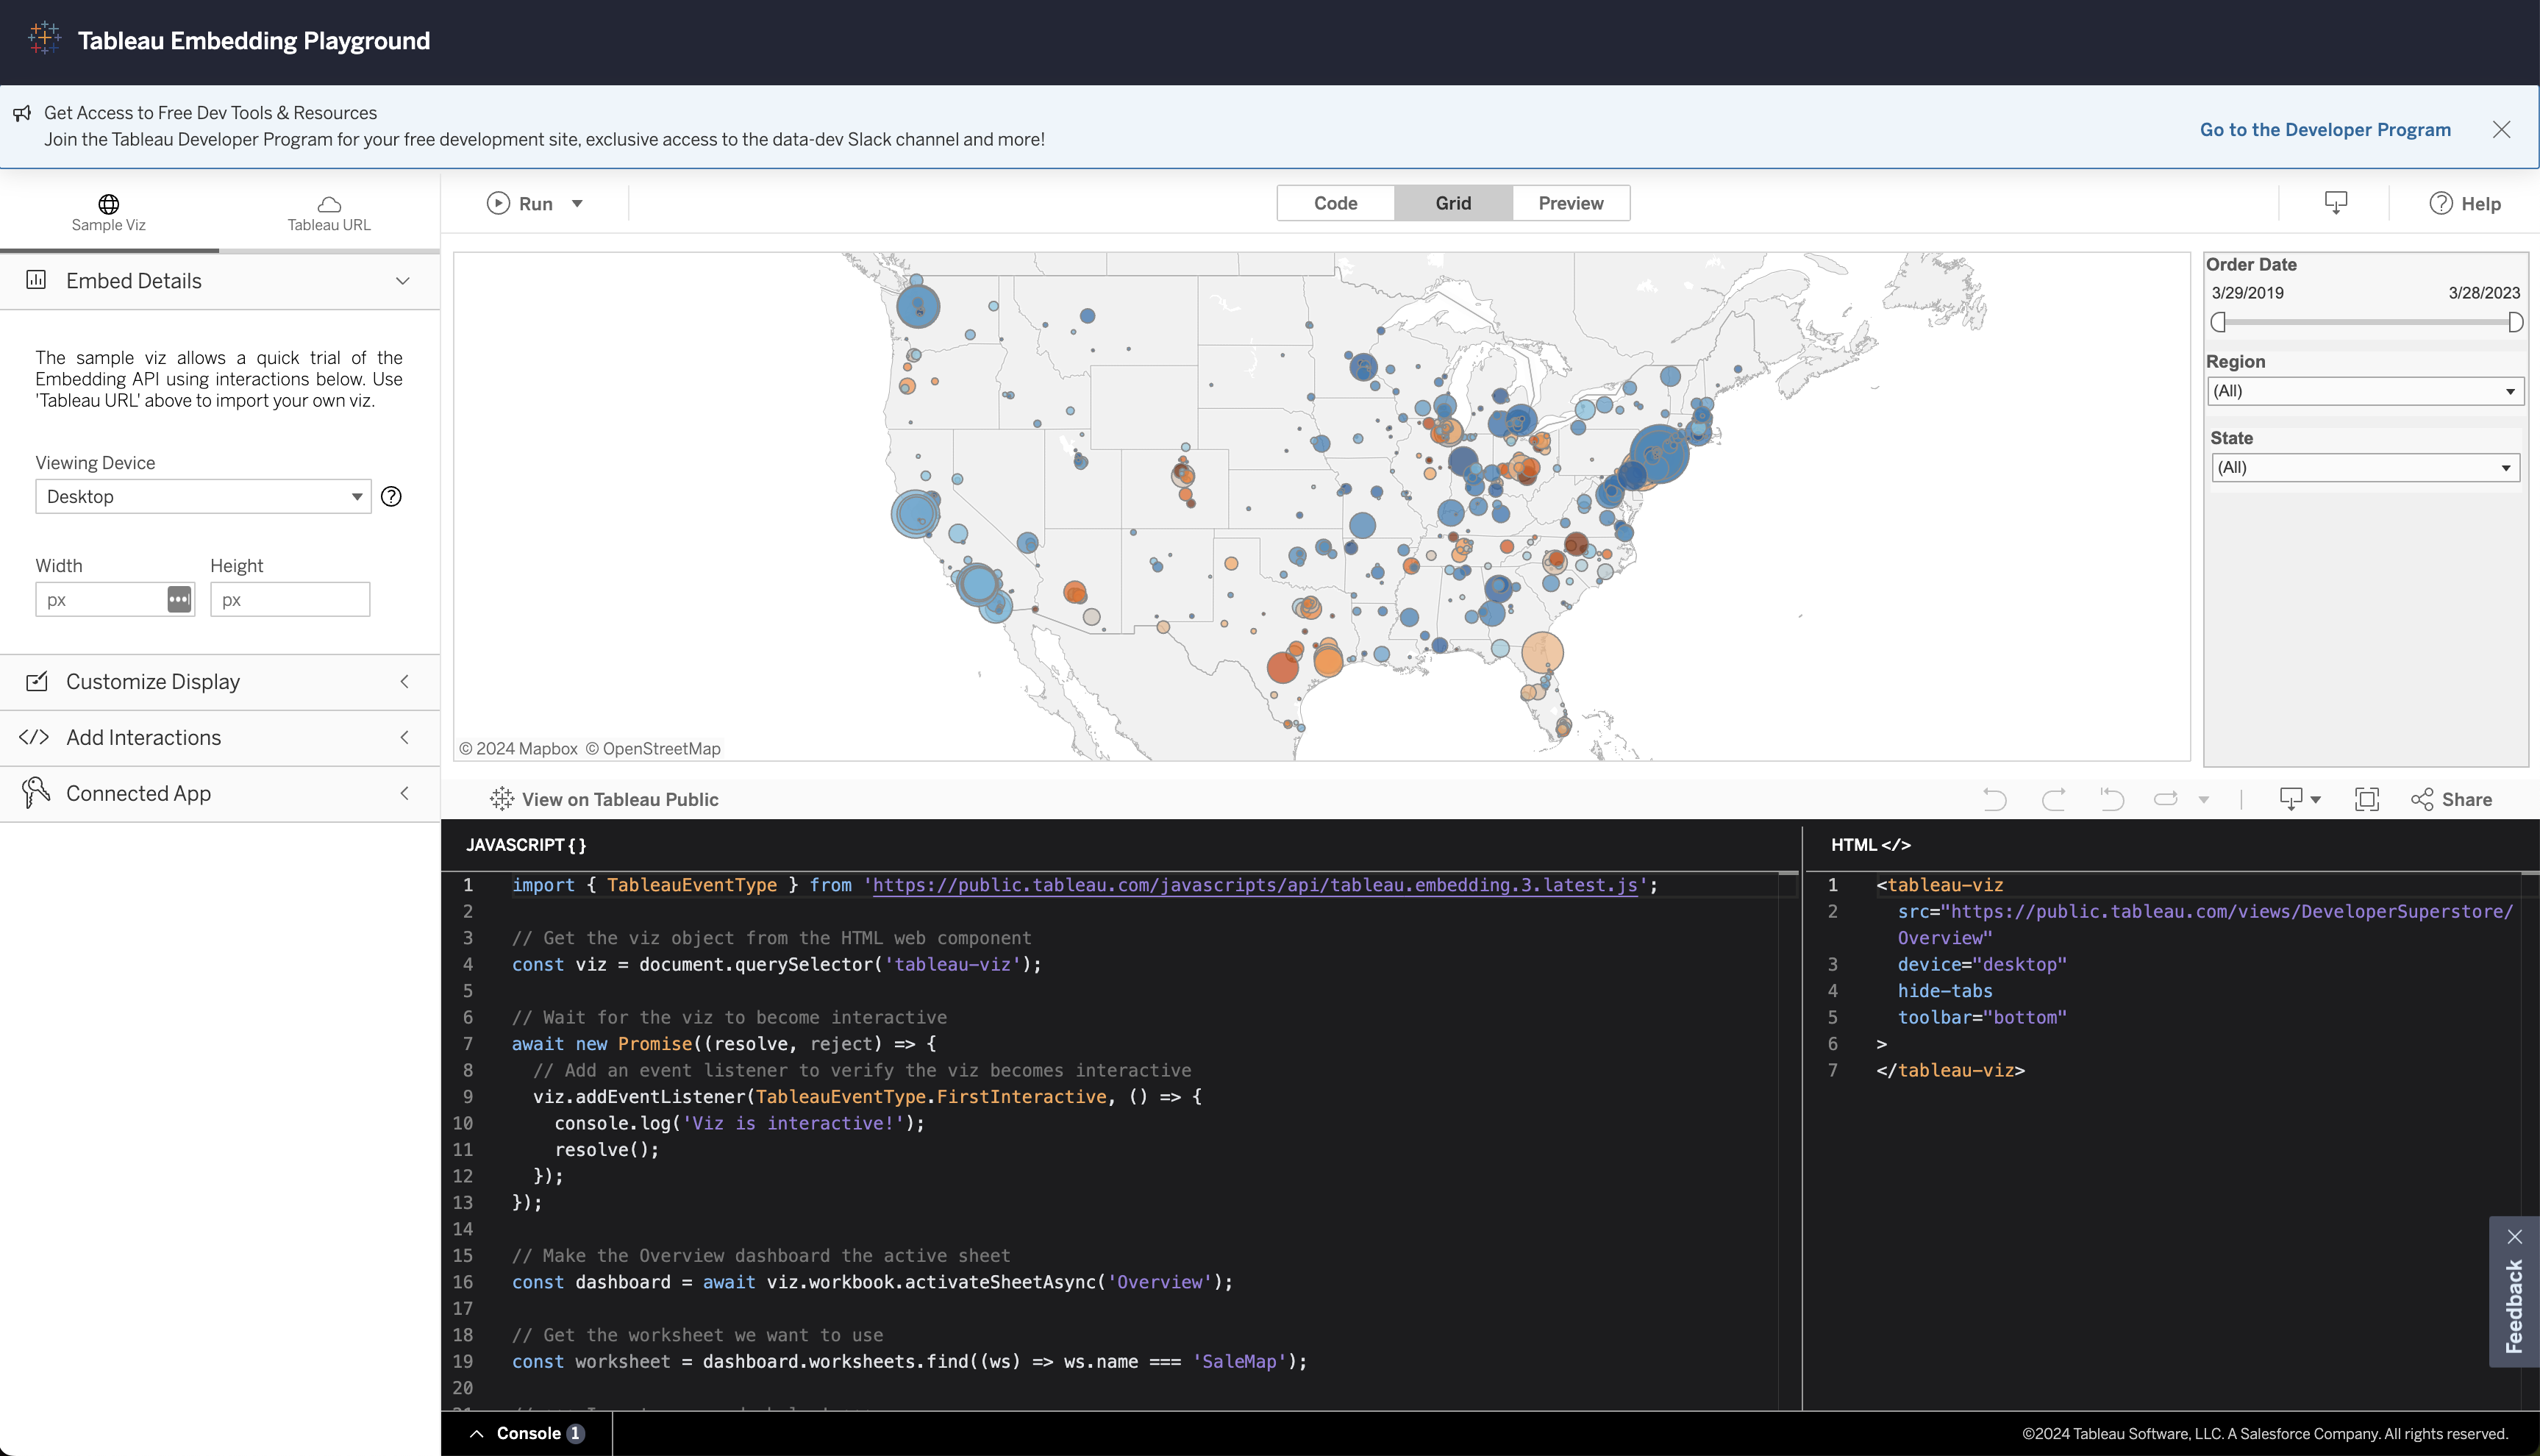 Tableau Embedding Playground
Get Access to Free Dev Tools & Resources
Join the Tableau Developer Program for your free development site, exclusive access to the data-dev Slack channel and more!
Go to the Developer Program
Sample Viz
Tableau URL
Run
Code
Grid
Preview
Help
Embed Details
The sample viz allows a quick trial of the
Embedding API using interactions below. Use
'Tableau URL' above to import your own viz.
Viewing Device
Desktop
Width
Height
px
px
Customize Display
Add Interactions
Connected App
Order Date
3/29/2019
3/28/2023
Region
(All)
State
(All)
© 2024 Mapbox © OpenStreetMap
View on Tableau Public
Share
JAVASCRIPT { }
1 import { TableauEventType } from 'https://public.tableau.com/javascripts/api/tableau.embedding.3.latest.js';
2
3 // Get the viz object from the HTML web component
4 const viz = document.querySelector('tableau-viz');
5
6 // Wait for the viz to become interactive
7 await new Promise((resolve, reject) => {
8 // Add an event listener to verify the viz becomes interactive
9 viz.addEventListener(TableauEventType.FirstInteractive, () => {
10 console.log('Viz is interactive!');
11 resolve();
12 });
13 });
14
15 // Make the Overview dashboard the active sheet
16 const dashboard = await viz.workbook.activateSheetAsync('Overview');
17
18 // Get the worksheet we want to use
19 const worksheet = dashboard.worksheets.find((ws) => ws.name === 'SaleMap');
20
HTML </>
1 <tableau-viz
2 src="https://public.tableau.com/views/DeveloperSuperstore/
Overview"
3 device="desktop"
4 hide-tabs
5 toolbar="bottom"
6 >
7 </tableau-viz>
Feedback
Console 1
©2024 Tableau Software, LLC. A Salesforce Company. All rights reserved.